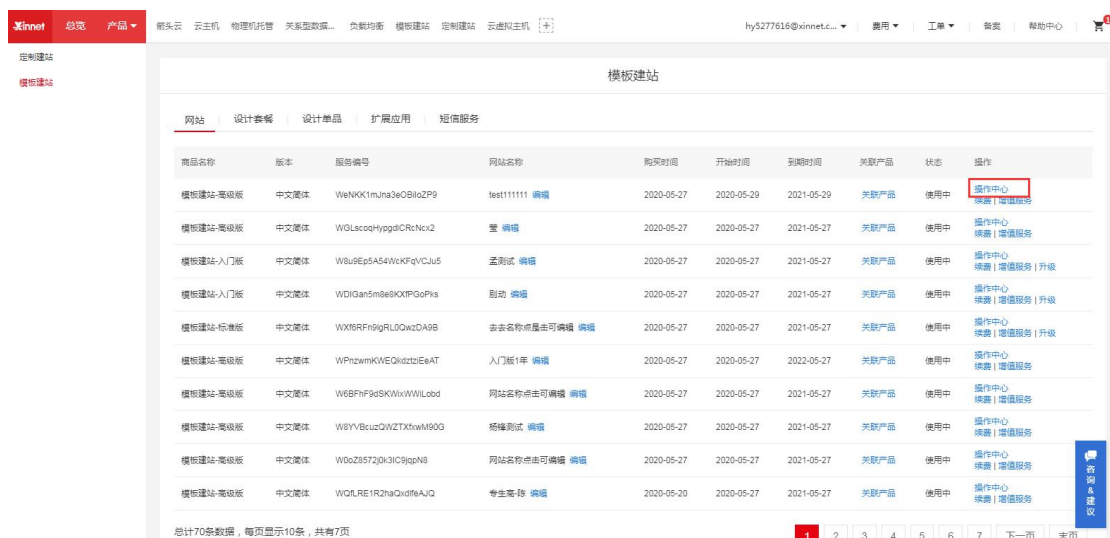 Xinnet 总览 产品 箭头云 云主机 物理机托管 关系型数据... 负载均衡 模板建站 定制建站 云虚拟主机 hy5277616@xinnet.c... 费用 工单 备案 帮助中心 1
定制建站
模板建站
模板建站
网站 设计套餐 设计单品 扩展应用 短信服务
商品名称 版本 服务编号 网站名称 购买时间 开始时间 到期时间 关联产品 状态 操作
模板建站-高级版 中文简体 WeNKK1mJna3eOBiloZP9 test111111 编辑 2020-05-27 2020-05-29 2021-05-29 关联产品 使用中 操作中心
续费 | 增值服务
模板建站-高级版 中文简体 WGLscoqHypgdlCRcNcx2 莹 编辑 2020-05-27 2020-05-27 2021-05-27 关联产品 使用中 操作中心
续费 | 增值服务
模板建站-入门版 中文简体 W8u9Ep5A54WcKFqVCJu5 孟测试 编辑 2020-05-27 2020-05-27 2021-05-27 关联产品 使用中 操作中心
续费 | 增值服务 | 升级
模板建站-入门版 中文简体 WDIGan5m8e8KXfPGoPks 别动 编辑 2020-05-27 2020-05-27 2021-05-27 关联产品 使用中 操作中心
续费 | 增值服务 | 升级
模板建站-标准版 中文简体 WXf6RFn9lgRL0QwzDA9B 去去名称点是击可编辑 编辑 2020-05-27 2020-05-27 2021-05-27 关联产品 使用中 操作中心
续费 | 增值服务 | 升级
模板建站-高级版 中文简体 WPnzwmKWEQkdztziEeAT 入门版1年 编辑 2020-05-27 2020-05-27 2022-05-27 关联产品 使用中 操作中心
续费 | 增值服务
模板建站-高级版 中文简体 W6BFhF9dSKWixWWiLobd 网站名称点击可编辑 编辑 2020-05-27 2020-05-27 2021-05-27 关联产品 使用中 操作中心
续费 | 增值服务
模板建站-高级版 中文简体 W8YVBcuzQWZTXfxwM90G 杨锋测试 编辑 2020-05-27 2020-05-27 2021-05-27 关联产品 使用中 操作中心
续费 | 增值服务
模板建站-高级版 中文简体 W0oZ8572j0k3IC9jqpN8 网站名称点击可编辑 编辑 2020-05-27 2020-05-27 2021-05-27 关联产品 使用中 操作中心
续费 | 增值服务
模板建站-高级版 中文简体 WQfLRE1R2haQxdifeAJQ 专生亮-陈 编辑 2020-05-20 2020-05-27 2021-05-27 关联产品 使用中 操作中心
续费 | 增值服务
总计70条数据，每页显示10条，共有7页 1 2 3 4 5 6 7 下一页 末页
咨询&建议